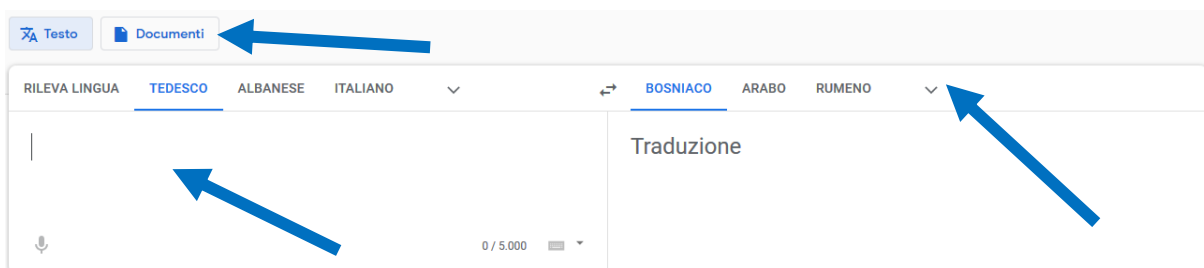 Testo Documenti
RILEVA LINGUA TEDESCO ALBANESE ITALIANO BOSNIACO ARABO RUMENO
Traduzione
0 / 5.000